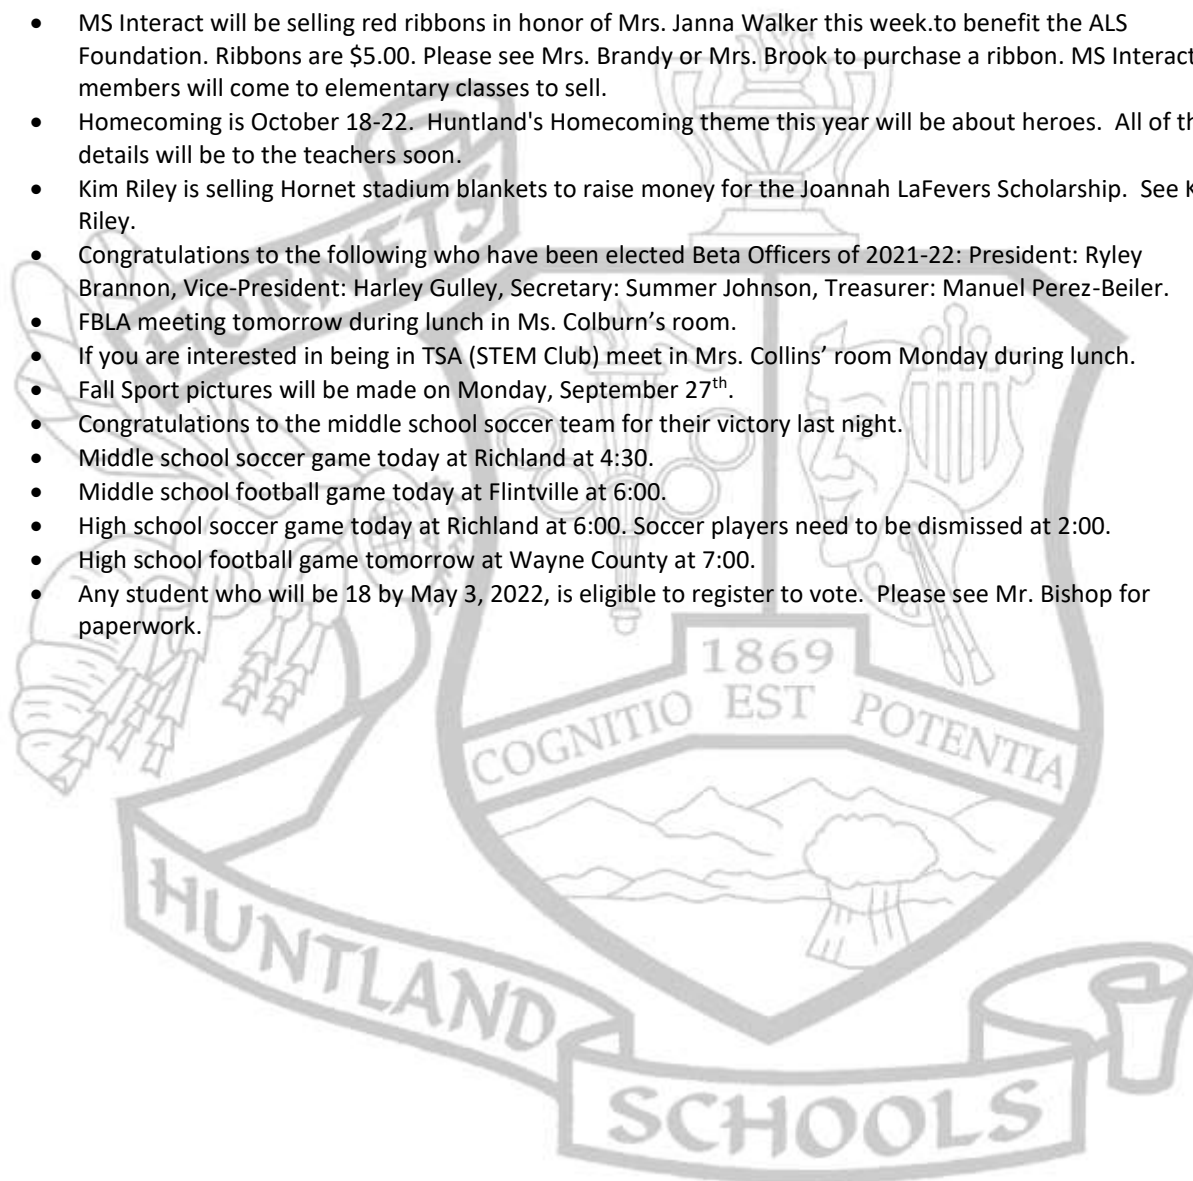 • MS Interact will be selling red ribbons in honor of Mrs. Janna Walker this week.to benefit the ALS
Foundation. Ribbons are $5.00. Please see Mrs. Brandy or Mrs. Brook to purchase a ribbon. MS Interact
members will come to elementary classes to sell.
• Homecoming is October 18-22. Huntland's Homecoming theme this year will be about heroes. All of th
details will be to the teachers soon.
• Kim Riley is selling Hornet stadium blankets to raise money for the Joannah LaFevers Scholarship. See K
Riley.
• Congratulations to the following who have been elected Beta Officers of 2021-22: President: Ryley
Brannon, Vice-President: Harley Gulley, Secretary: Summer Johnson, Treasurer: Manuel Perez-Beiler.
• FBLA meeting tomorrow during lunch in Ms. Colburn’s room.
• If you are interested in being in TSA (STEM Club) meet in Mrs. Collins’ room Monday during lunch.
• Fall Sport pictures will be made on Monday, September 27th.
• Congratulations to the middle school soccer team for their victory last night.
• Middle school soccer game today at Richland at 4:30.
• Middle school football game today at Flintville at 6:00.
• High school soccer game today at Richland at 6:00. Soccer players need to be dismissed at 2:00.
• High school football game tomorrow at Wayne County at 7:00.
• Any student who will be 18 by May 3, 2022, is eligible to register to vote. Please see Mr. Bishop for
paperwork.
HORNETS
1869
COGNITIO EST POTENTIA
HUNTLAND
SCHOOLS